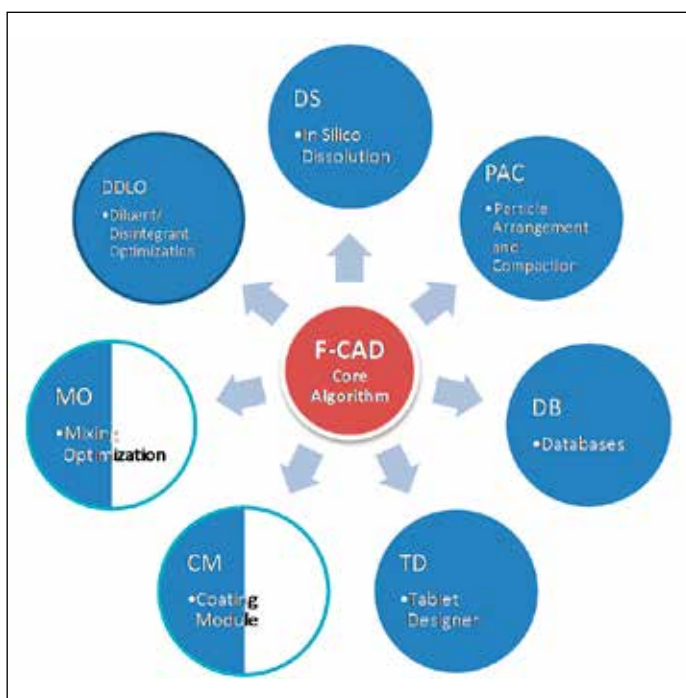 DS
•In Silico
Dissolution
PAC
•Particle
Arrangement
and
Compaction
DB
•Databases
TD
•Tablet
Designer
CM
•Coating
Module
MO
•Mixing
Optimization
DDLO
•Diluent/
Disintegrant
Optimization
F-CAD
Core
Algorithm